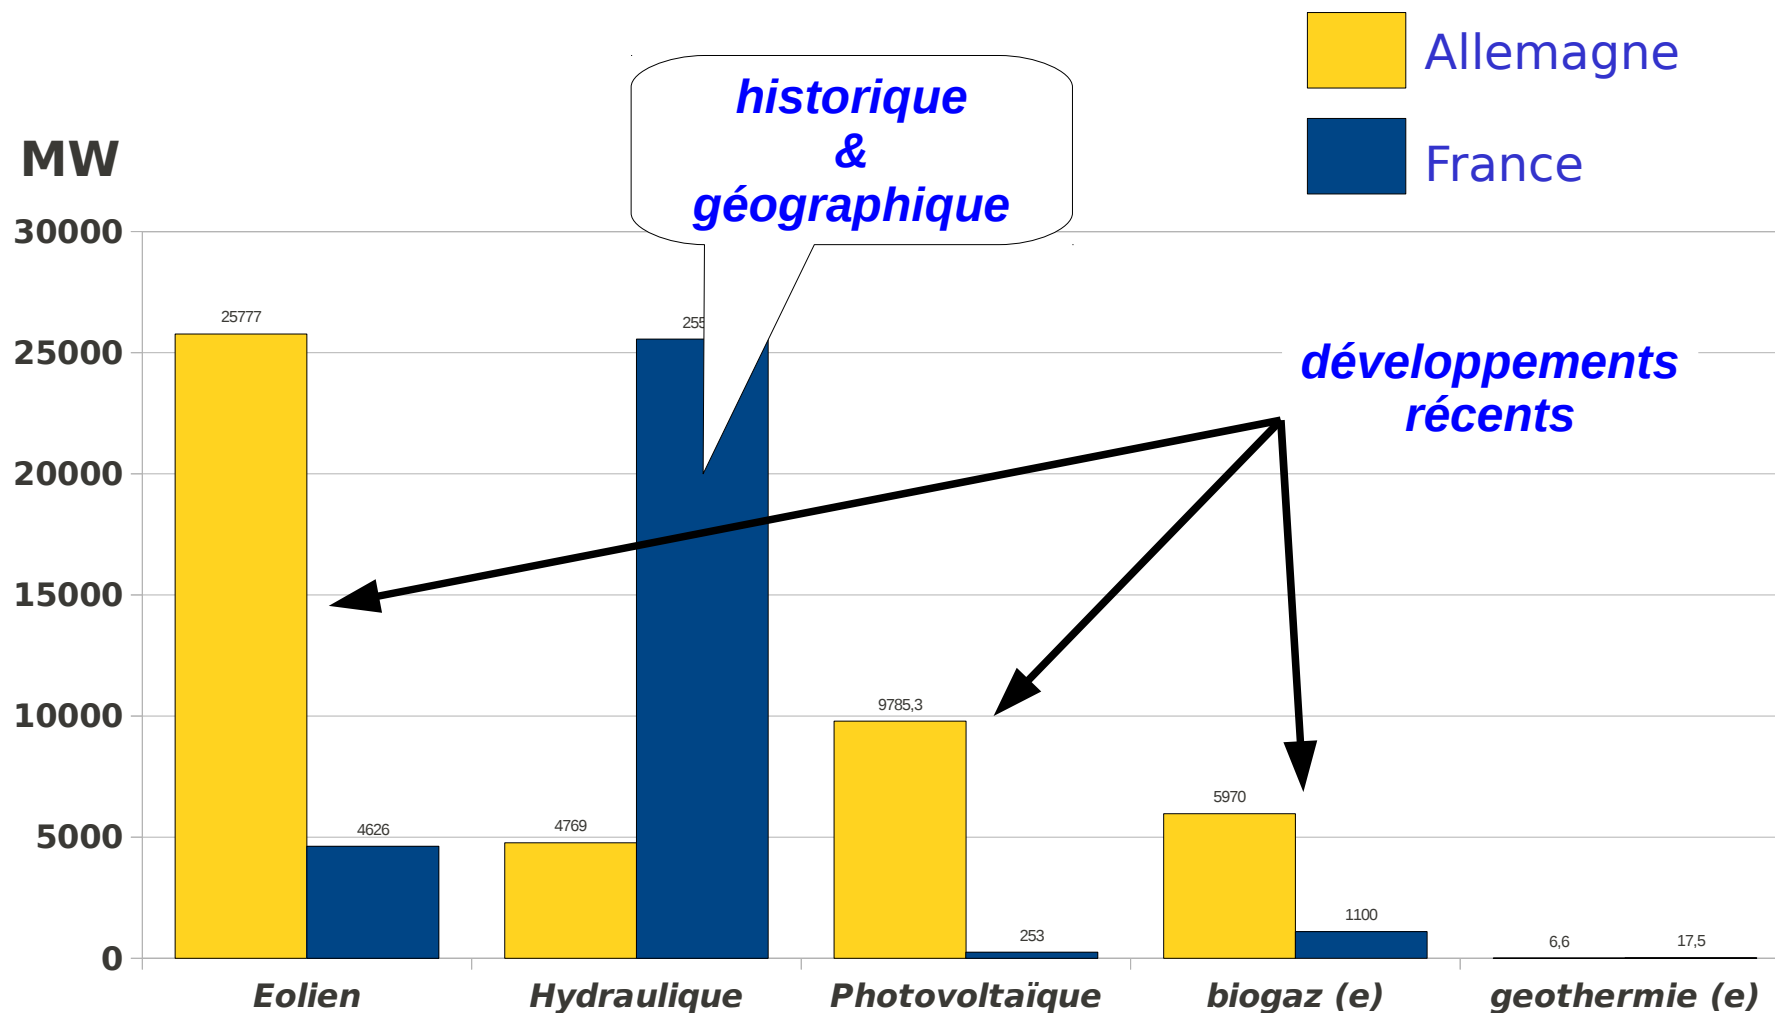 Allemagne
France
MW
historique
&
géographique
développements
récents
30000
25000
20000
15000
10000
5000
0
25777
4626
4769
9785,3
253
5970
1100
6,6
17,5
Eolien
Hydraulique
Photovoltaïque
biogaz (e)
geothermie (e)